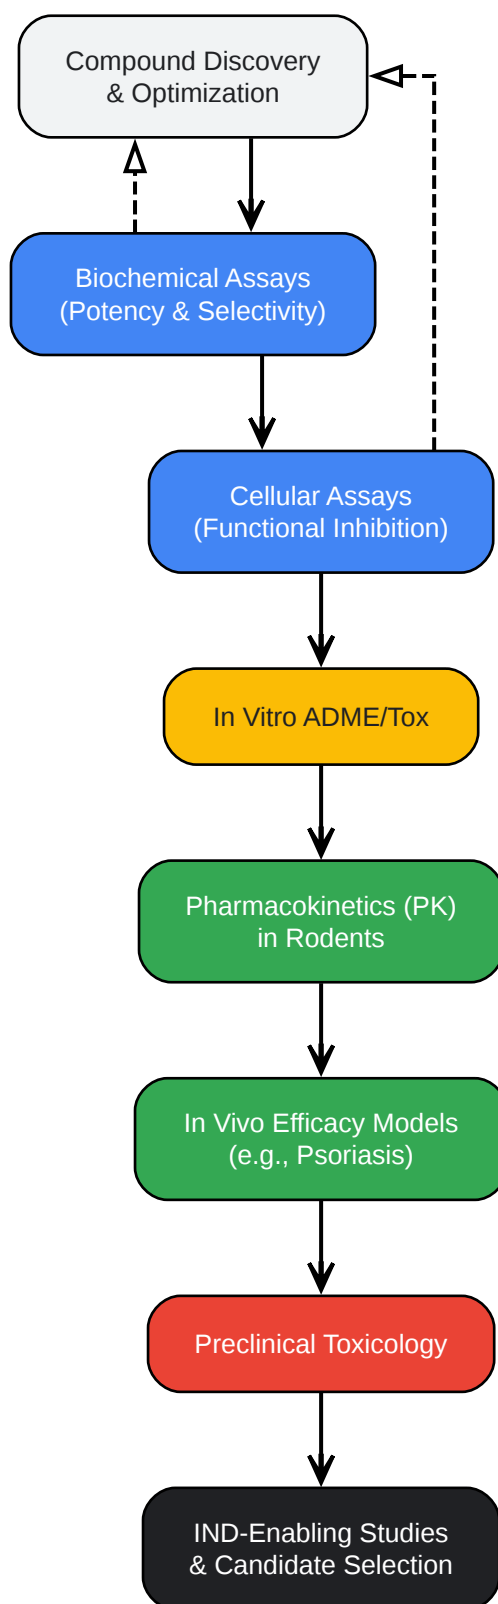 Compound Discovery
& Optimization
Biochemical Assays
(Potency & Selectivity)
Cellular Assays
(Functional Inhibition)
In Vitro ADME/Tox
Pharmacokinetics (PK)
in Rodents
In Vivo Efficacy Models
(e.g., Psoriasis)
Preclinical Toxicology
IND-Enabling Studies
& Candidate Selection